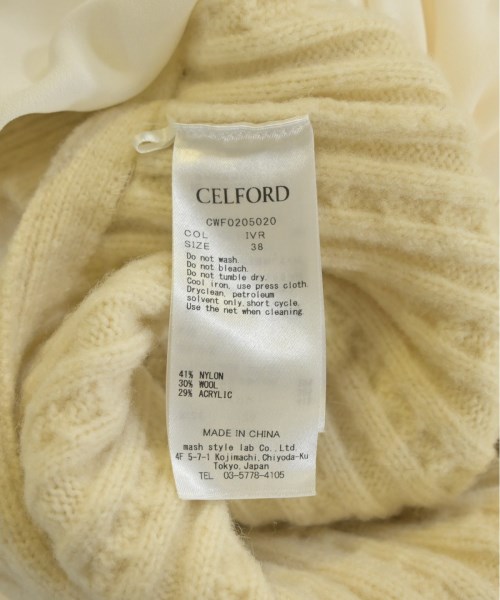 CELFORD
CWF0205020
COL IVR
SIZE 38
Do not wash.
Do not bleach.
Do not tumble dry.
Cool iron, use press cloth.
Dryclean, petroleum
solvent only,short cycle.
Use the net when cleaning.
41% NYLON
30% WOOL
29% ACRYLIC
MADE IN CHINA
mash style lab Co.,Ltd.
4F 5-7-1 Kojimachi,Chiyoda-Ku
Tokyo,Japan
TEL 03-5778-4105